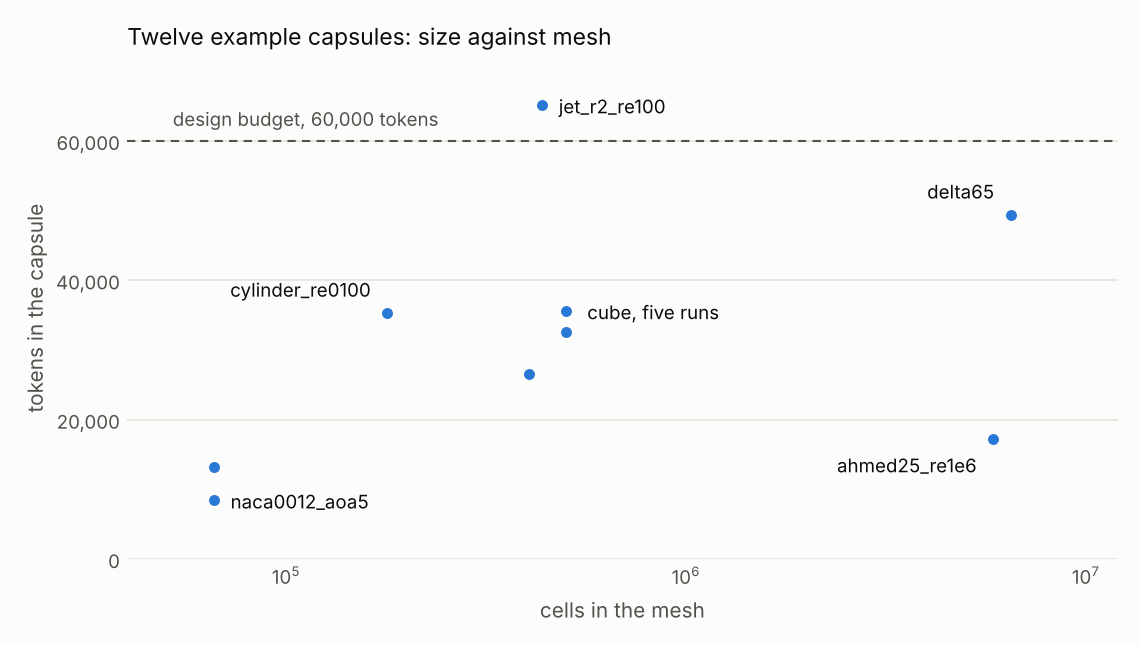 Twelve example capsules: size against mesh
jet_r2_re100
design budget, 60,000 tokens
60,000
delta65
tokens in the capsule
40,000
cylinder_re0100
cube, five runs
20,000
ahmed25_re1e6
naca0012_aoa5
0
10⁵
10⁶
10⁷
cells in the mesh